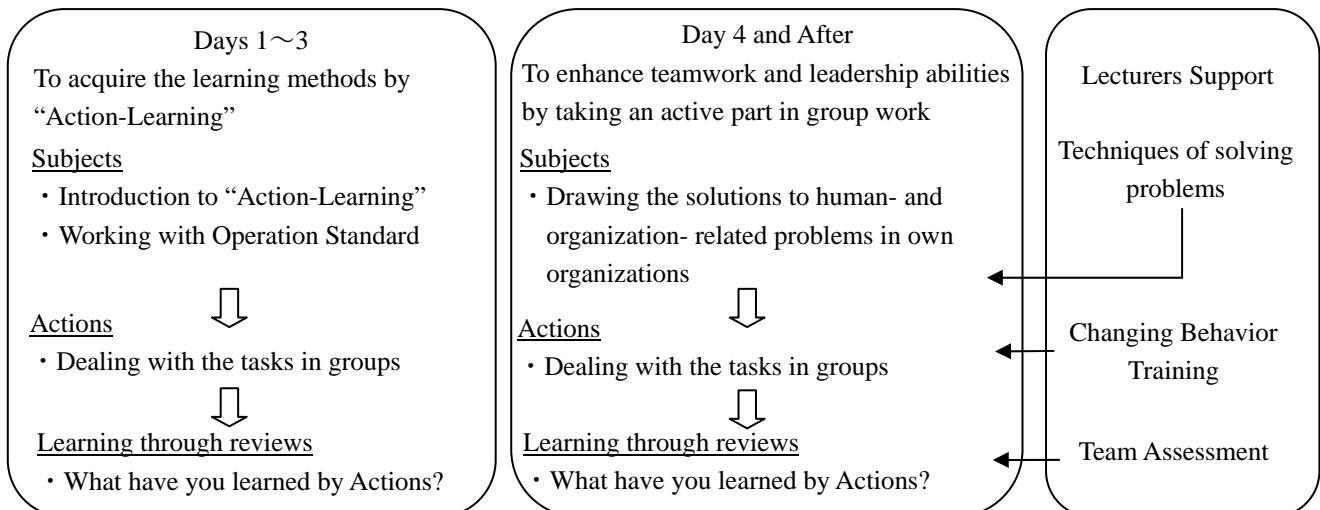 Days 1～3
To acquire the learning methods by
“Action-Learning”
Subjects
・Introduction to “Action-Learning”
・Working with Operation Standard
Actions
・Dealing with the tasks in groups
Learning through reviews
・What have you learned by Actions?
Day 4 and After
To enhance teamwork and leadership abilities
by taking an active part in group work
Subjects
・Drawing the solutions to human- and
organization- related problems in own
organizations
Actions
・Dealing with the tasks in groups
Learning through reviews
・What have you learned by Actions?
Lecturers Support
Techniques of solving
problems
Changing Behavior
Training
Team Assessment